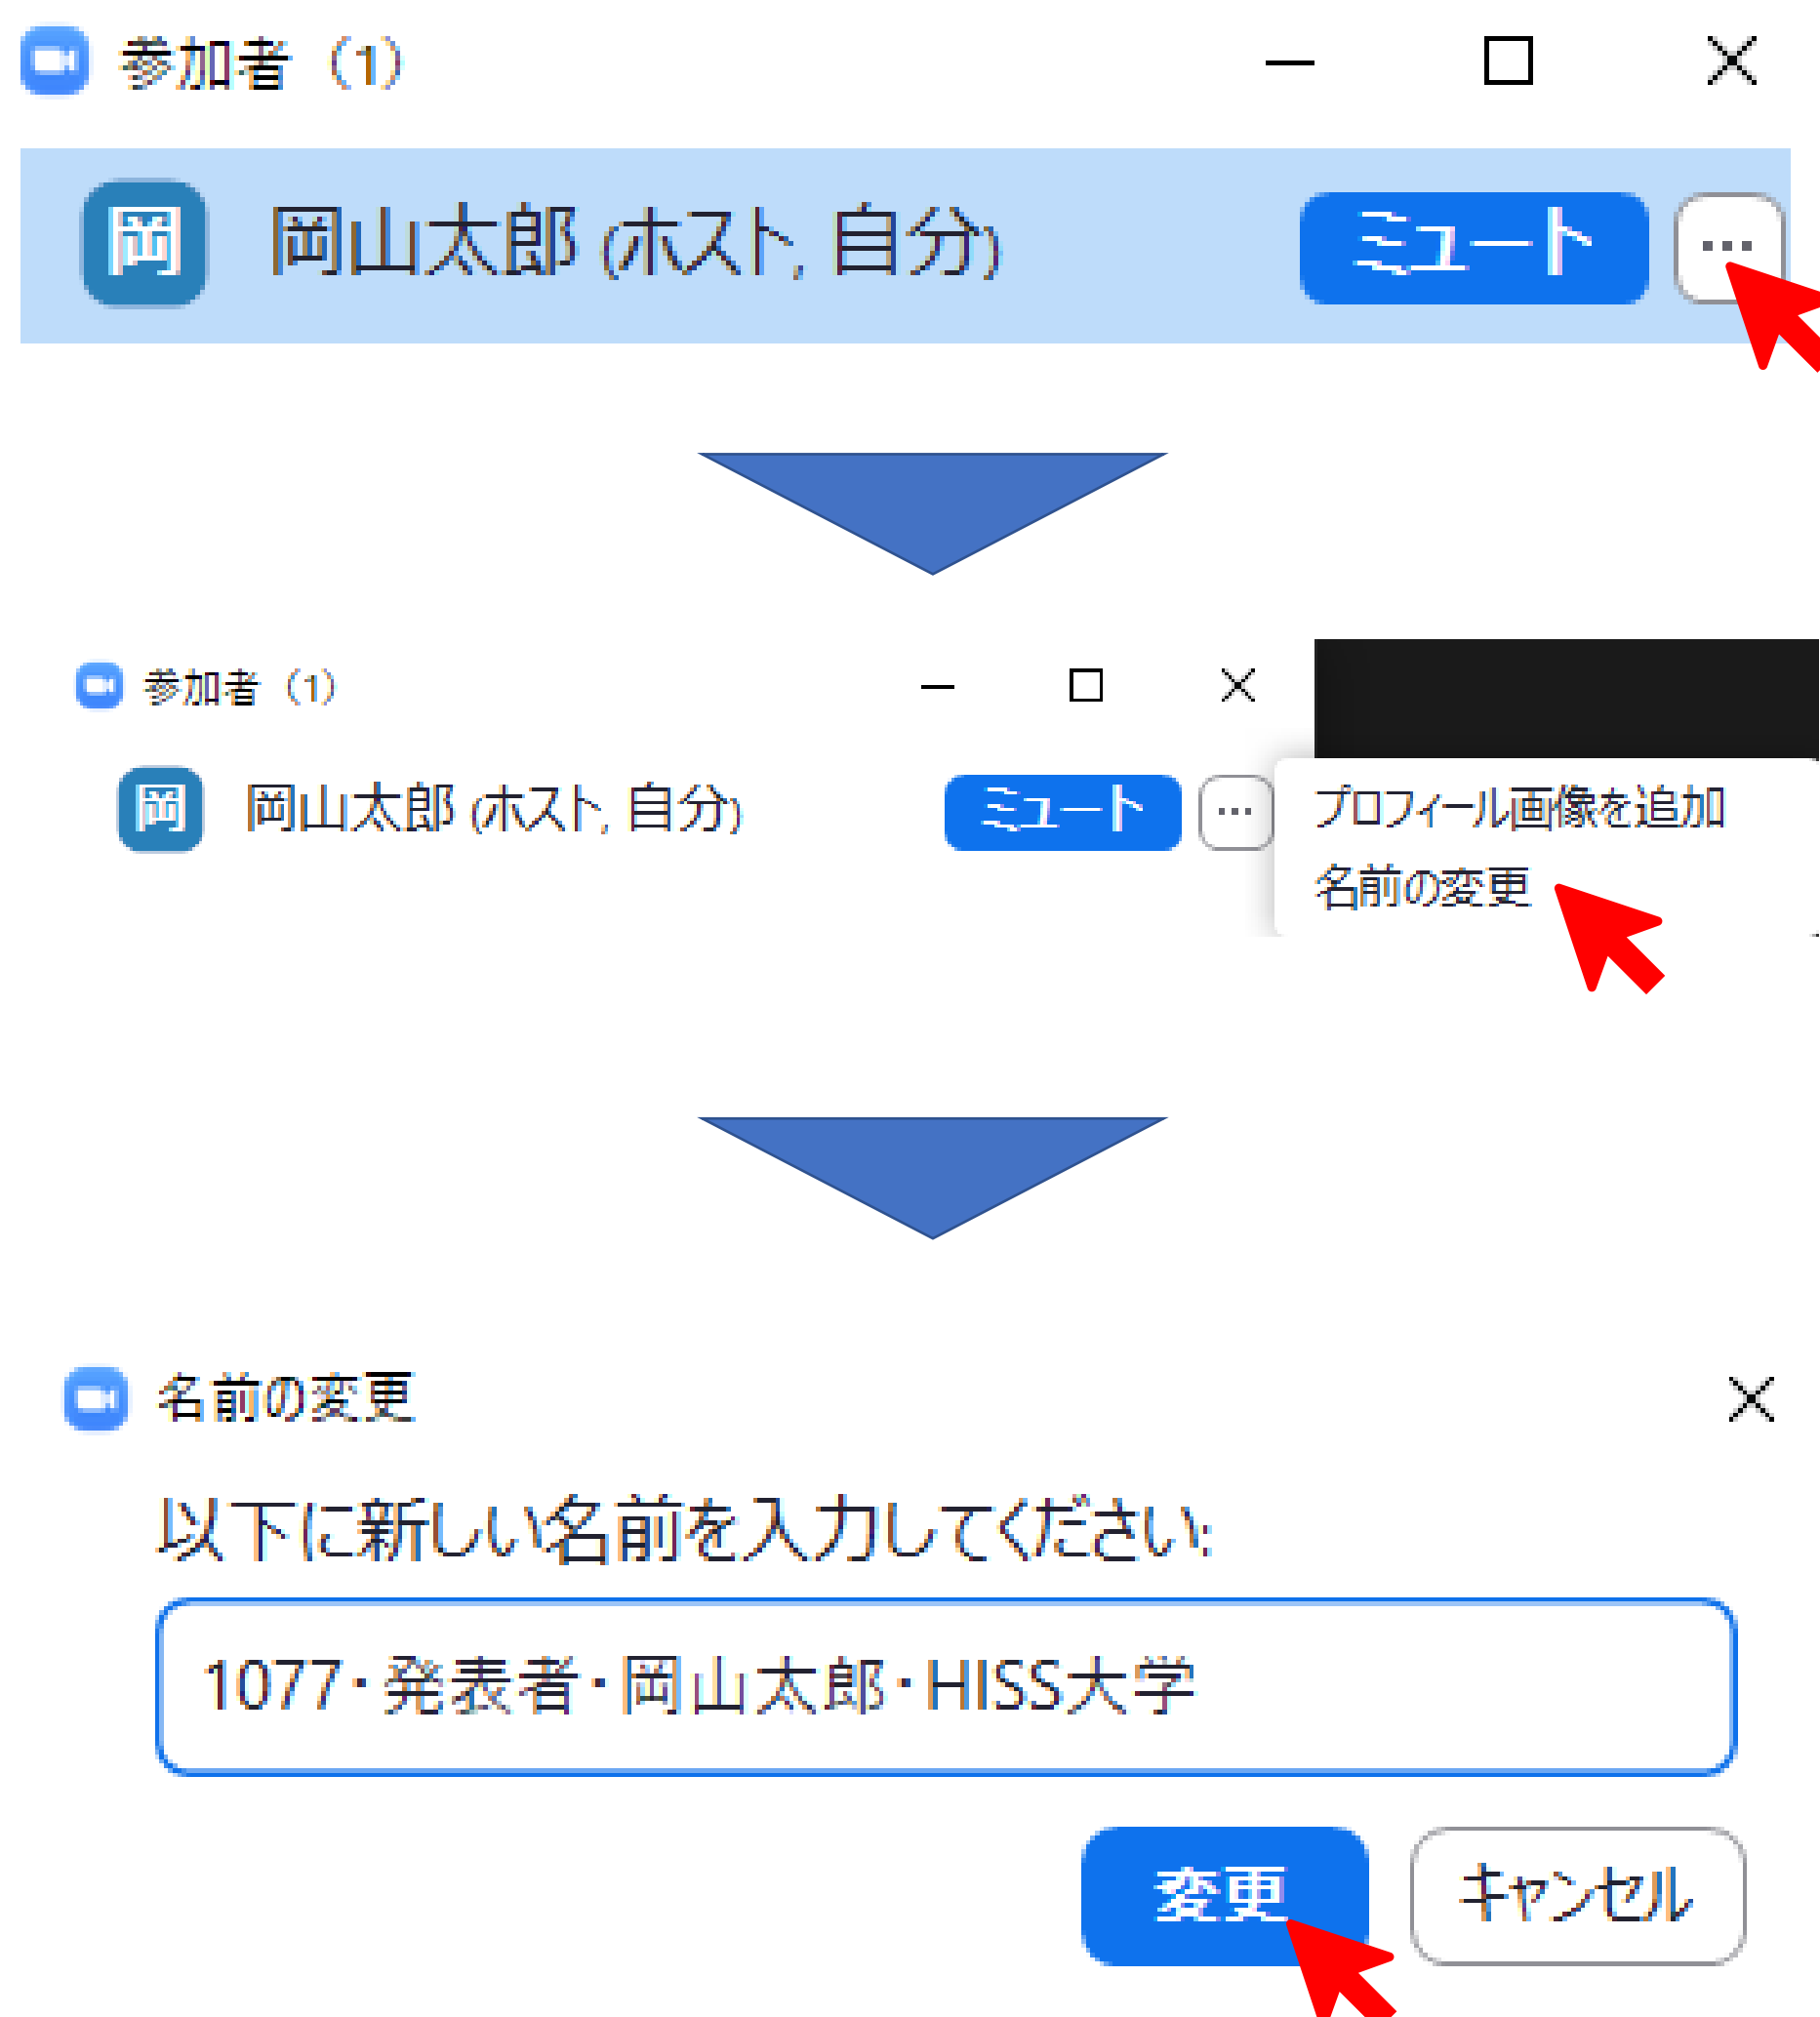 参加者 (1)
岡 岡山太郎 (ホスト, 自分) ミュート ...
参加者 (1)
岡 岡山太郎 (ホスト, 自分) ミュート ... プロフィール画像を追加
名前の変更
名前の変更
以下に新しい名前を入力してください:
1077・発表者・岡山太郎・HISS大学
変更 キャンセル